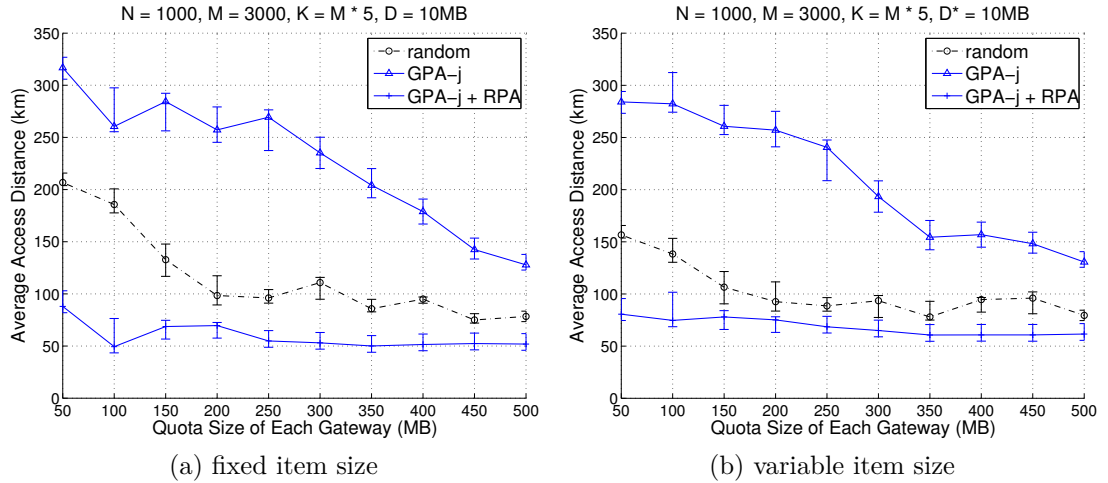 N = 1000, M = 3000, K = M * 5, D = 10MB
350
300
250
200
150
100
50
0
Average Access Distance (km)
50 100 150 200 250 300 350 400 450 500
Quota Size of Each Gateway (MB)
random
GPA-j
GPA-j + RPA
(a) fixed item size
N = 1000, M = 3000, K = M * 5, D* = 10MB
350
300
250
200
150
100
50
0
Average Access Distance (km)
50 100 150 200 250 300 350 400 450 500
Quota Size of Each Gateway (MB)
random
GPA-j
GPA-j + RPA
(b) variable item size